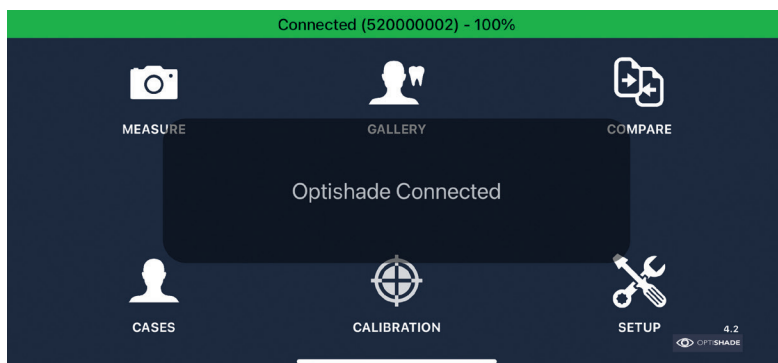 Connected (520000002) - 100%
MEASURE
GALLERY
COMPARE
Optishade Connected
CASES
CALIBRATION
SETUP
4.2
OPTISHADE